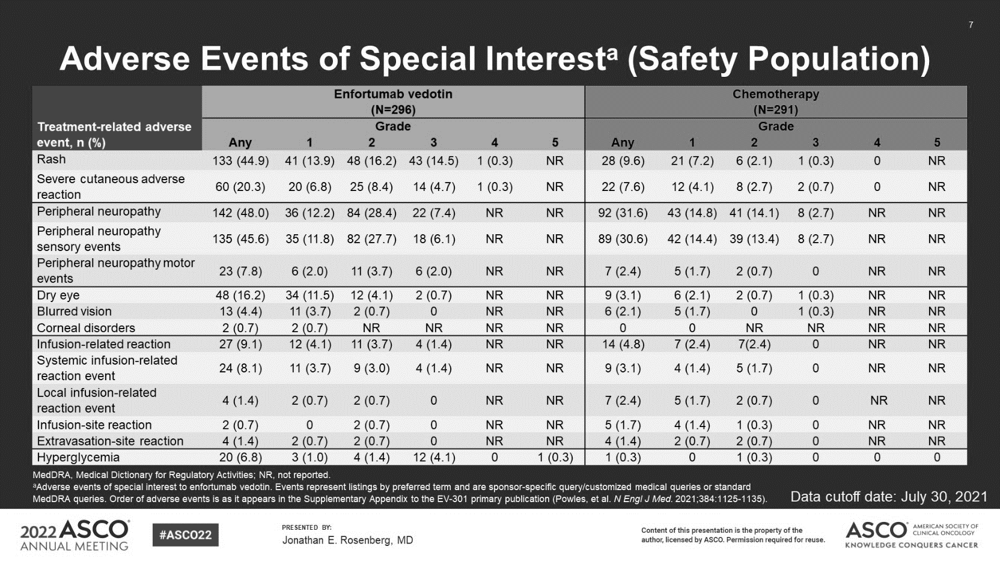 7
Adverse Events of Special Interestᵃ (Safety Population)
Enfortumab vedotin Chemotherapy
(N=296) (N=291)
Treatment-related adverse Grade Grade
event, n (%) Any 1 2 3 4 5 Any 1 2 3 4 5
Rash 133 (44.9) 41 (13.9) 48 (16.2) 43 (14.5) 1 (0.3) NR 28 (9.6) 21 (7.2) 6 (2.1) 1 (0.3) 0 NR
Severe cutaneous adverse
reaction 60 (20.3) 20 (6.8) 25 (8.4) 14 (4.7) 1 (0.3) NR 22 (7.6) 12 (4.1) 8 (2.7) 2 (0.7) 0 NR
Peripheral neuropathy 142 (48.0) 36 (12.2) 84 (28.4) 22 (7.4) NR NR 92 (31.6) 43 (14.8) 41 (14.1) 8 (2.7) NR NR
Peripheral neuropathy
sensory events 135 (45.6) 35 (11.8) 82 (27.7) 18 (6.1) NR NR 89 (30.6) 42 (14.4) 39 (13.4) 8 (2.7) NR NR
Peripheral neuropathy motor
events 23 (7.8) 6 (2.0) 11 (3.7) 6 (2.0) NR NR 7 (2.4) 5 (1.7) 2 (0.7) 0 NR NR
Dry eye 48 (16.2) 34 (11.5) 12 (4.1) 2 (0.7) NR NR 9 (3.1) 6 (2.1) 2 (0.7) 1 (0.3) NR NR
Blurred vision 13 (4.4) 11 (3.7) 2 (0.7) 0 NR NR 6 (2.1) 5 (1.7) 0 1 (0.3) NR NR
Corneal disorders 2 (0.7) 2 (0.7) NR NR NR NR 0 0 NR NR NR NR
Infusion-related reaction 27 (9.1) 12 (4.1) 11 (3.7) 4 (1.4) NR NR 14 (4.8) 7 (2.4) 7(2.4) 0 NR NR
Systemic infusion-related
reaction event 24 (8.1) 11 (3.7) 9 (3.0) 4 (1.4) NR NR 9 (3.1) 4 (1.4) 5 (1.7) 0 NR NR
Local infusion-related
reaction event 4 (1.4) 2 (0.7) 2 (0.7) 0 NR NR 7 (2.4) 5 (1.7) 2 (0.7) 0 NR NR
Infusion-site reaction 2 (0.7) 0 2 (0.7) 0 NR NR 5 (1.7) 4 (1.4) 1 (0.3) 0 NR NR
Extravasation-site reaction 4 (1.4) 2 (0.7) 2 (0.7) 0 NR NR 4 (1.4) 2 (0.7) 2 (0.7) 0 NR NR
Hyperglycemia 20 (6.8) 3 (1.0) 4 (1.4) 12 (4.1) 0 1 (0.3) 1 (0.3) 0 1 (0.3) 0 0 0
MedDRA, Medical Dictionary for Regulatory Activities; NR, not reported.
ᵃAdverse events of special interest to enfortumab vedotin. Events represent listings by preferred term and are sponsor-specific query/customized medical queries or standard
MedDRA queries. Order of adverse events is as it appears in the Supplementary Appendix to the EV-301 primary publication (Powles, et al. N Engl J Med. 2021;384:1125-1135).
Data cutoff date: July 30, 2021
2022 ASCO®
ANNUAL MEETING
#ASCO22
PRESENTED BY:
Jonathan E. Rosenberg, MD
Content of this presentation is the property of the
author, licensed by ASCO. Permission required for reuse.
ASCO® AMERICAN SOCIETY OF
CLINICAL ONCOLOGY
KNOWLEDGE CONQUERS CANCER